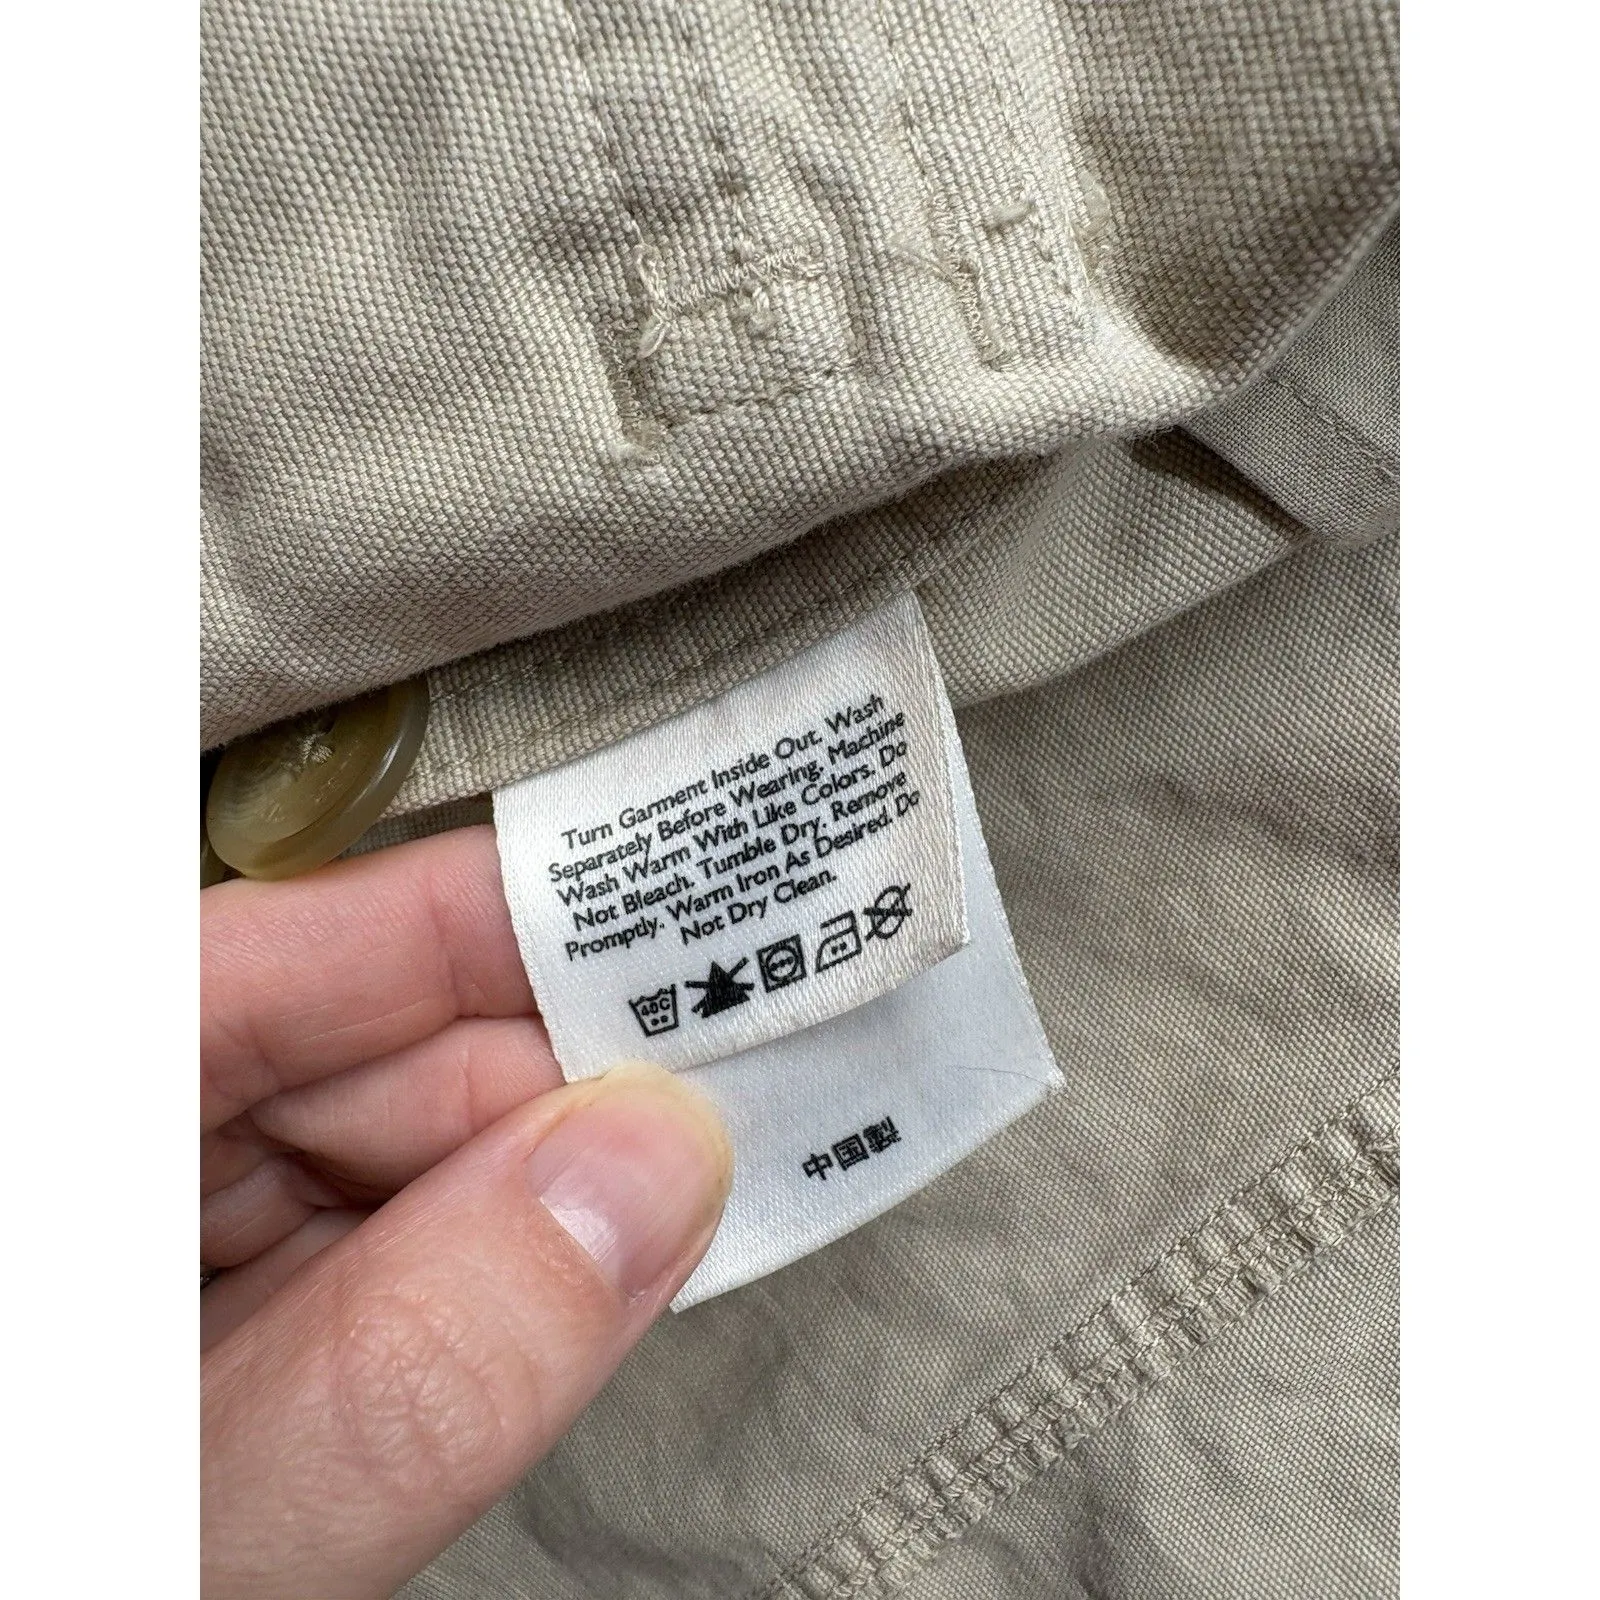 Turn Garment Inside Out. Wash
Separately Before Wearing. Machine
Wash Warm With Like Colors. Do
Not Bleach. Tumble Dry. Remove
Promptly. Warm Iron As Desired. Do
Not Dry Clean.
40C
中国製